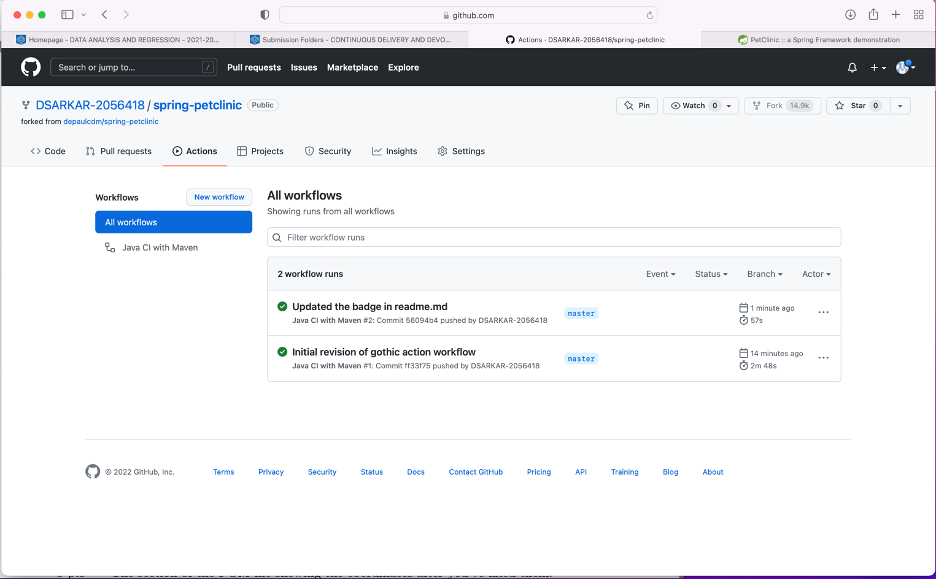 github.com
Homepage - DATA ANALYSIS AND REGRESSION - 2021-20...
Submission Folders - CONTINUOUS DELIVERY AND DEVO...
Actions · DSARKAR-2056418/spring-petclinic
PetClinic :: a Spring Framework demonstration
Search or jump to... /
Pull requests Issues Marketplace Explore
DSARKAR-2056418 / spring-petclinic Public
Pin Watch 0 Fork 14.9k Star 0
forked from depaulcdm/spring-petclinic
Code Pull requests Actions Projects Security Insights Settings
Workflows New workflow
All workflows
Java CI with Maven
All workflows
Showing runs from all workflows
Filter workflow runs
2 workflow runs Event Status Branch Actor
Updated the badge in readme.md
Java CI with Maven #2: Commit 56094b4 pushed by DSARKAR-2056418
master
1 minute ago
57s
Initial revision of gothic action workflow
Java CI with Maven #1: Commit ff33f75 pushed by DSARKAR-2056418
master
14 minutes ago
2m 48s
© 2022 GitHub, Inc. Terms Privacy Security Status Docs Contact GitHub Pricing API Training Blog About